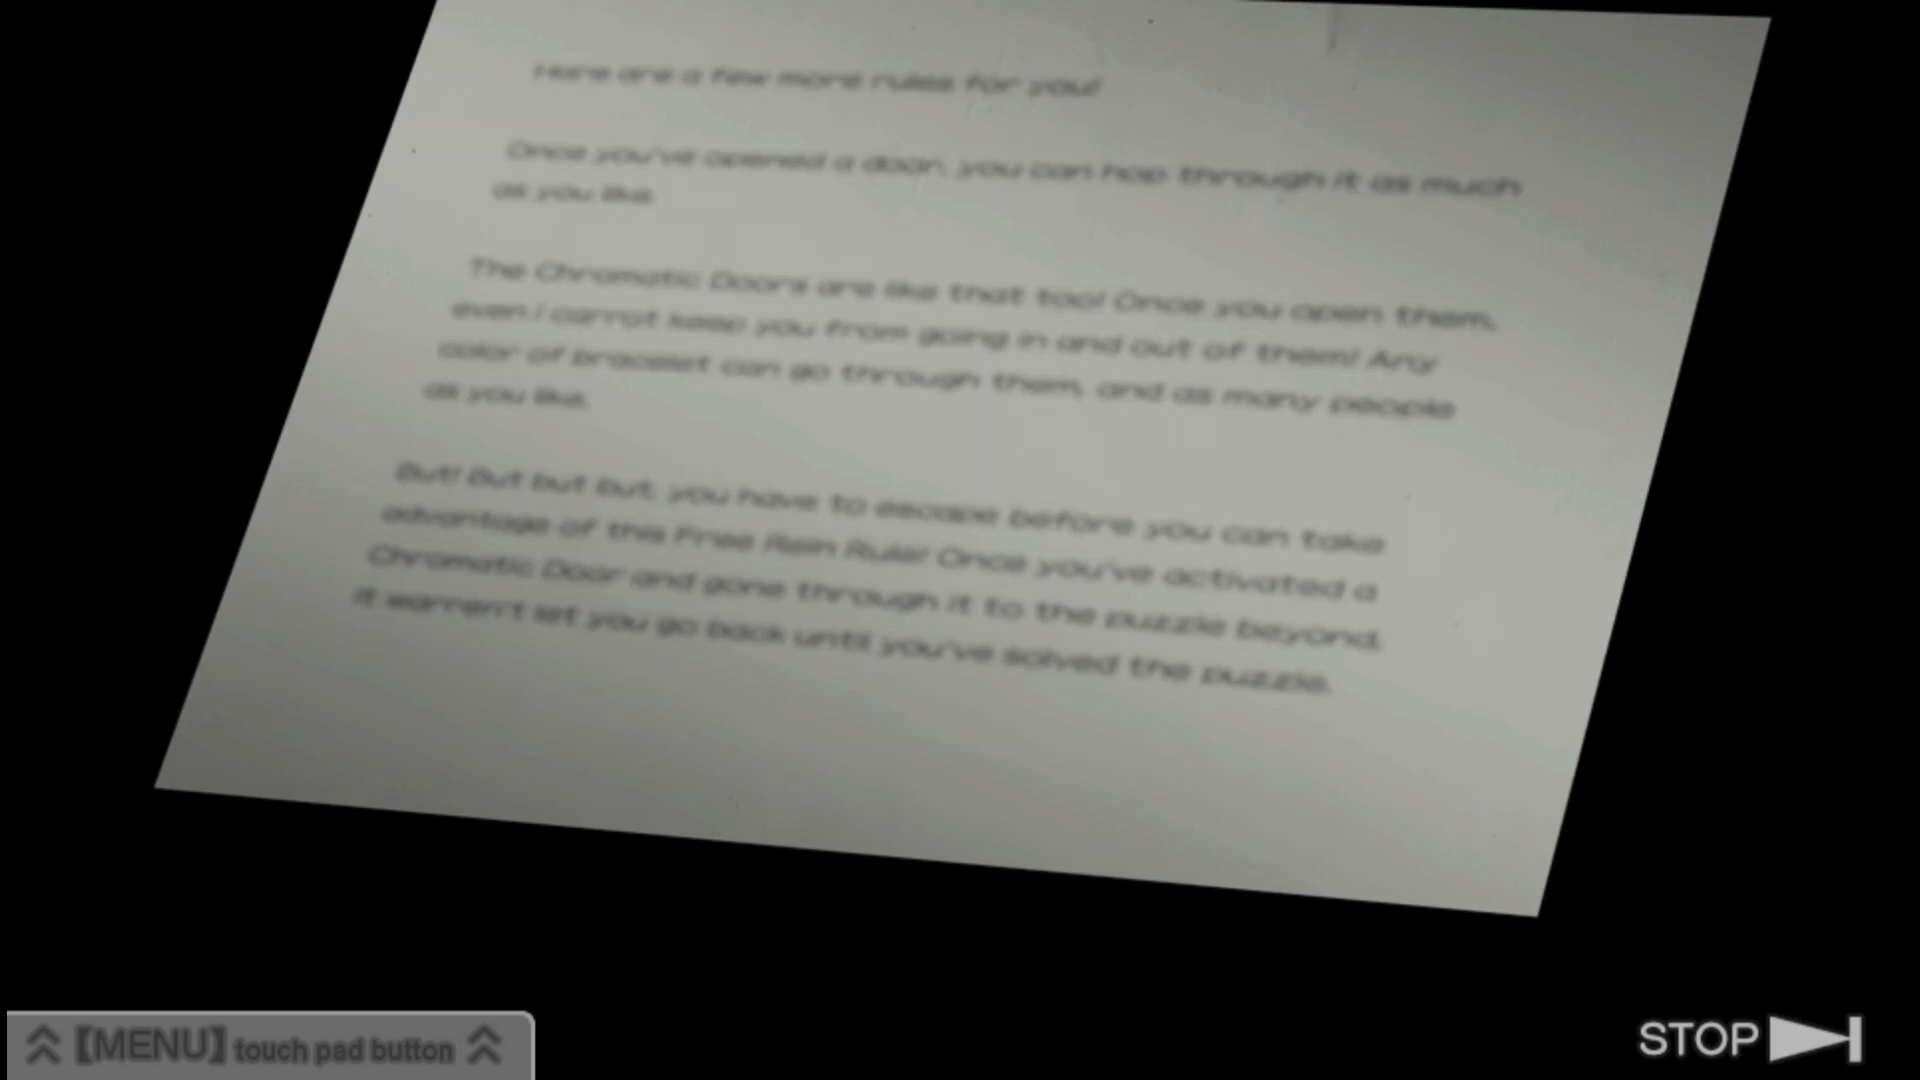 Here are a few more rules for you!
Once you've opened a door, you can hop through it as much
as you like.
The Chromatic Doors are like that too! Once you open them,
even I carrot keep you from going in and out of them! Any
color of bracelet can go through them, and as many people
as you like.
But! But but but, you have to escape before you can take
advantage of this Free Rein Rule! Once you've activated a
Chromatic Door and gone through it to the puzzle beyond,
it warren't let you go back until you've solved the puzzle.
【MENU】touch pad button
STOP